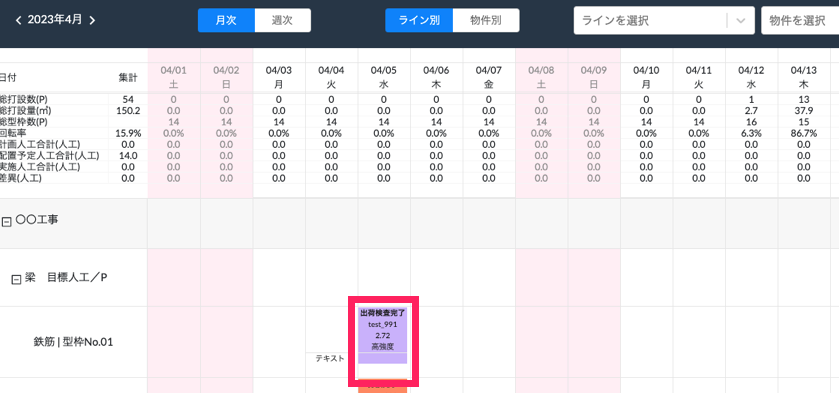 2023年4月
月次 週次
ライン別 物件別
ラインを選択
物件を選択
日付 集計 04/01 04/02 04/03 04/04 04/05 04/06 04/07 04/08 04/09 04/10 04/11 04/12 04/13
土 日 月 火 水 木 金 土 日 月 火 水 木
総打設数(P) 54 0 0 0 0 0 0 0 0 0 0 0 1 13
総打設量(㎥) 150.2 0.0 0.0 0.0 0.0 0.0 0.0 0.0 0.0 0.0 0.0 0.0 2.7 37.9
総型枠数(P) 14 14 14 14 14 14 14 14 14 14 14 16 15
回転率 15.9% 0.0% 0.0% 0.0% 0.0% 0.0% 0.0% 0.0% 0.0% 0.0% 0.0% 0.0% 6.3% 86.7%
計画人工合計(人工) 0.0 0.0 0.0 0.0 0.0 0.0 0.0 0.0 0.0 0.0 0.0 0.0 0.0 0.0
配置予定人工合計(人工) 14.0 0.0 0.0 0.0 0.0 0.0 0.0 0.0 0.0 0.0 0.0 0.0 0.0 0.0
実施人工合計(人工) 0.0 0.0 0.0 0.0 0.0 0.0 0.0 0.0 0.0 0.0 0.0 0.0 0.0 0.0
差異(人工) 0.0 0.0 0.0 0.0 0.0 0.0 0.0 0.0 0.0 0.0 0.0 0.0 0.0 0.0
〇〇工事
梁 目標人工／P
鉄筋 | 型枠No.01
テキスト
出荷検査完了
test_991
2.72
高強度